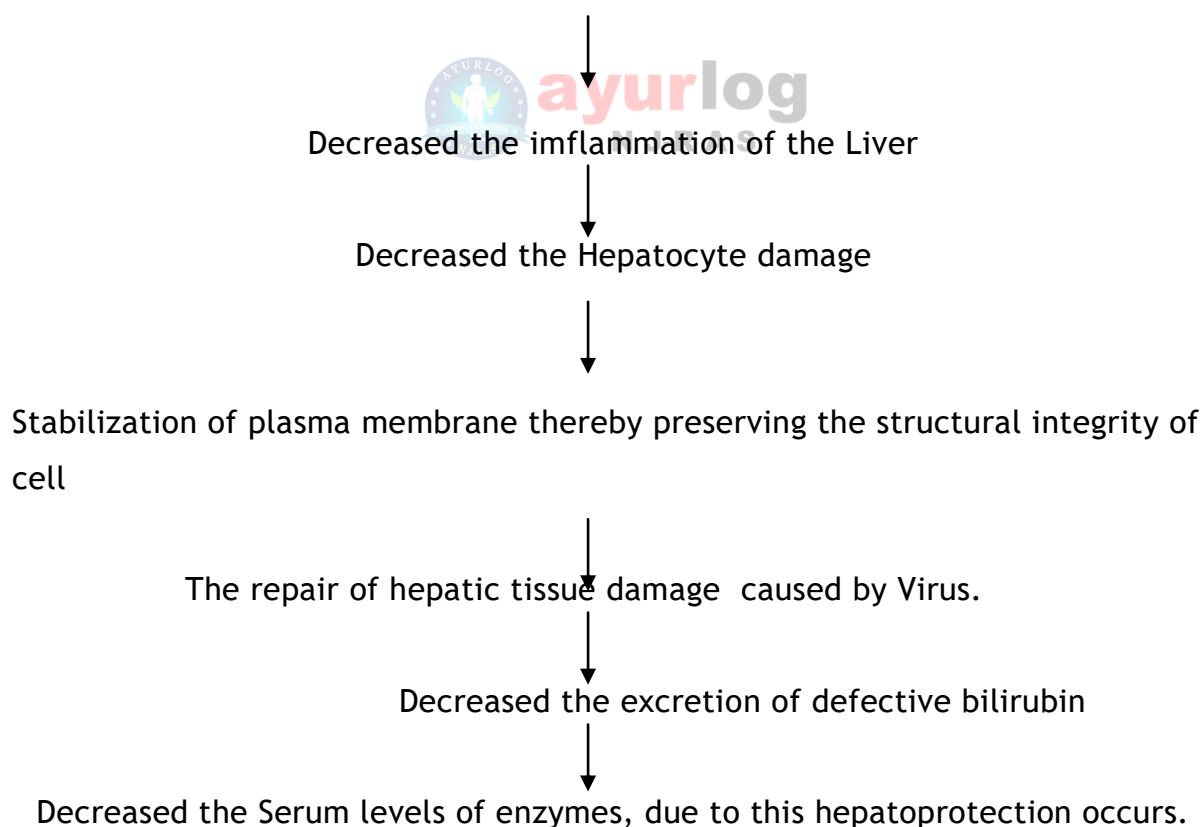 AYURLOG
ayurlog
N J R A S
Decreased the imflammation of the Liver
Decreased the Hepatocyte damage
Stabilization of plasma membrane thereby preserving the structural integrity of
cell
The repair of hepatic tissue damage caused by Virus.
Decreased the excretion of defective bilirubin
Decreased the Serum levels of enzymes, due to this hepatoprotection occurs.